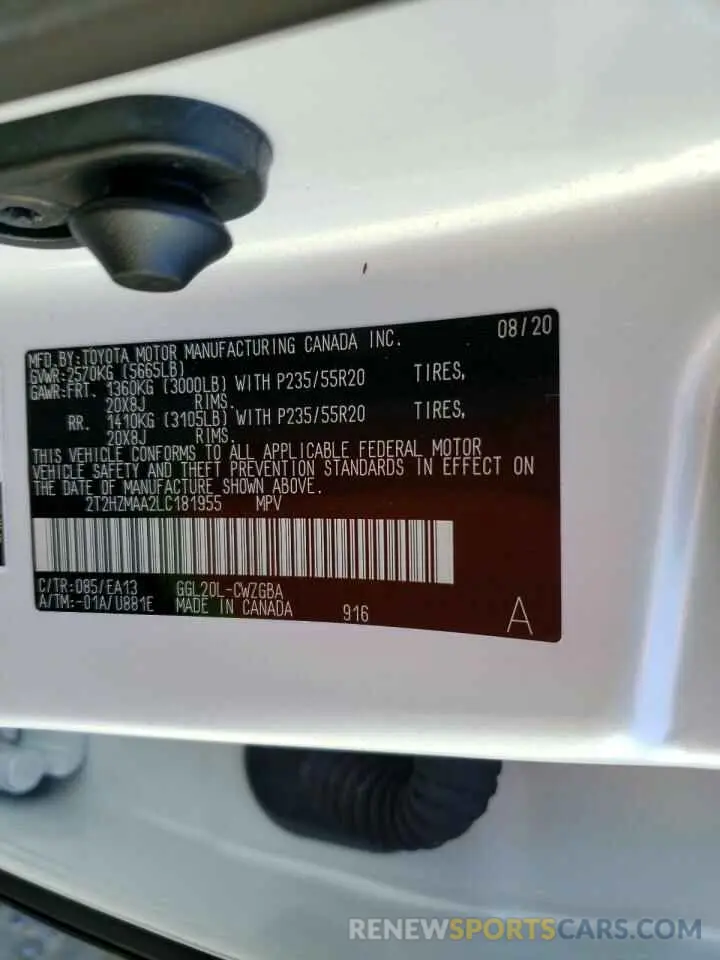 08/20
MFD.BY:TOYOTA MOTOR MANUFACTURING CANADA INC.
GVWR:2570KG (5665LB)
GAWR:FRT. 1360KG (3000LB) WITH P235/55R20 TIRES,
20X8J RIMS.
RR. 1410KG (3105LB) WITH P235/55R20 TIRES,
20X8J RIMS.
THIS VEHICLE CONFORMS TO ALL APPLICABLE FEDERAL MOTOR
VEHICLE SAFETY AND THEFT PREVENTION STANDARDS IN EFFECT ON
THE DATE OF MANUFACTURE SHOWN ABOVE.
2T2HZMAA2LC181955 MPV
C/TR:085/EA13 GGL20L-CWZGBA
A/TM:-01A/U881E MADE IN CANADA 916 A
RENEWSPORTSCARS.COM